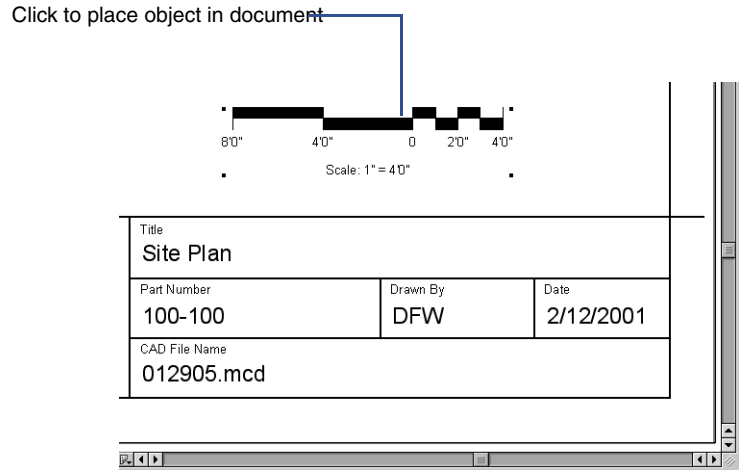 Click to place object in document
8'0" 4'0" 0 2'0" 4'0"
Scale: 1" = 4'0"
Title
Site Plan
Part Number Drawn By Date
100-100 DFW 2/12/2001
CAD File Name
012905.mcd